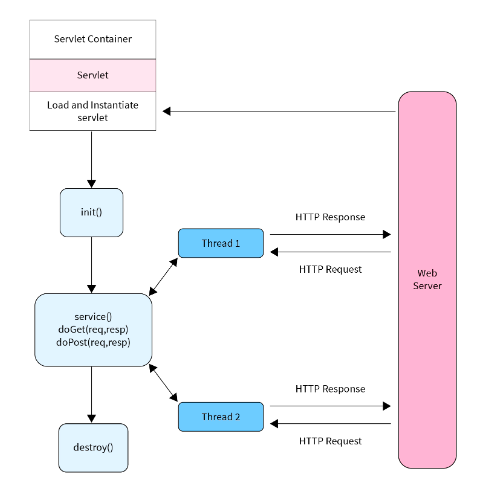 Servlet Container
Servlet
Load and Instantiate
servlet
init()
Thread 1
HTTP Response
HTTP Request
Web
Server
service()
doGet(req,resp)
doPost(req,resp)
HTTP Response
Thread 2
HTTP Request
destroy()